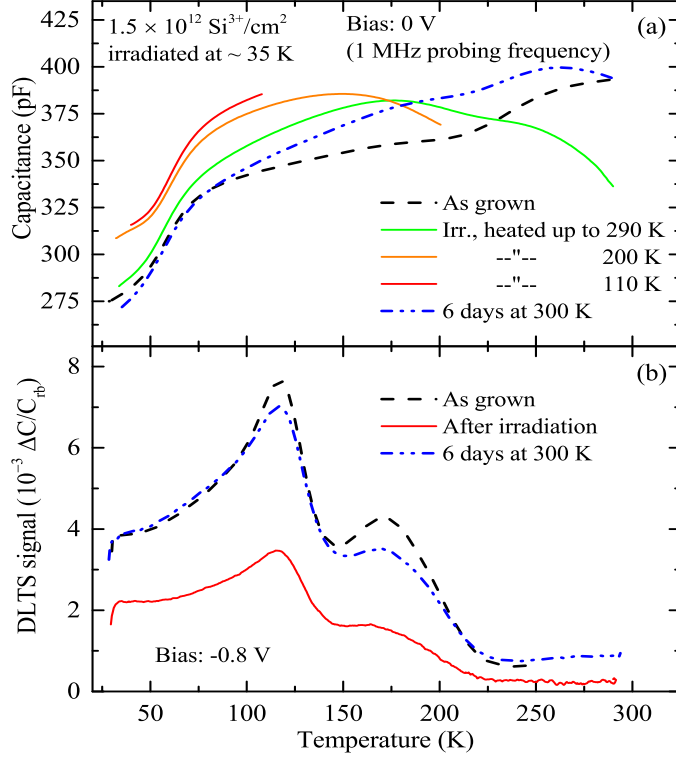 1.5 × 10¹² Si³⁺/cm²
irradiated at ~ 35 K
Bias: 0 V
(1 MHz probing frequency)
(a)
Capacitance (pF)
400
375
350
325
300
275
As grown
Irr., heated up to 290 K
--"-- 200 K
--"-- 110 K
6 days at 300 K
(b)
DLTS signal (10⁻³ ΔC/C_rb)
8
6
4
2
0
As grown
After irradiation
6 days at 300 K
Bias: -0.8 V
50 100 150 200 250 300
Temperature (K)